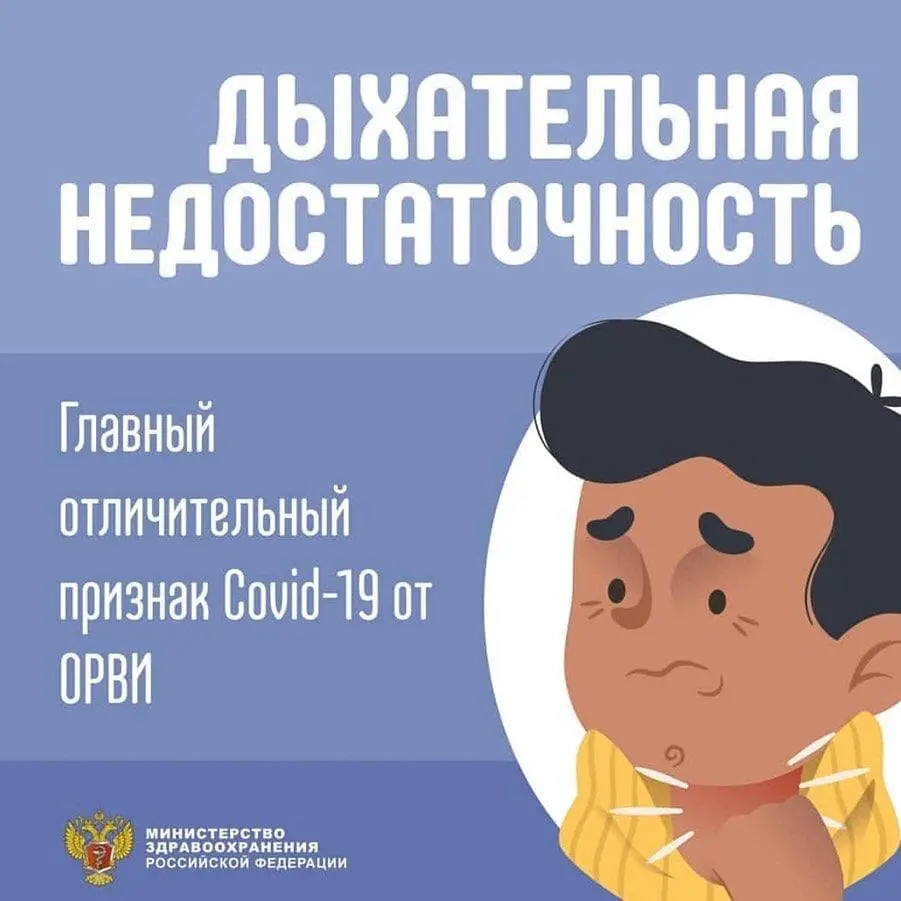 ДЫХАТЕЛЬНАЯ
НЕДОСТАТОЧНОСТЬ
Главный
отличительный
признак Covid-19 от
ОРВИ
МИНИСТЕРСТВО
ЗДРАВООХРАНЕНИЯ
РОССИЙСКОЙ ФЕДЕРАЦИИ